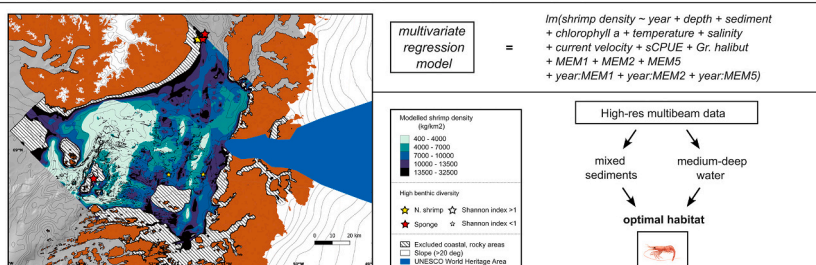 multivariate
regression
model
=
lm(shrimp density ~ year + depth + sediment
+ chlorophyll a + temperature + salinity
+ current velocity + sCPUE + Gr. halibut
+ MEM1 + MEM2 + MEM5
+ year:MEM1 + year:MEM2 + year:MEM5)
69°N
0 10 20 km
Modelled shrimp density
(kg/km2)
400 - 4000
4000 - 7000
7000 - 10000
10000 - 13500
13500 - 32500
High benthic diversity
N. shrimp
Shannon index >1
Sponge
Shannon index <1
Excluded coastal, rocky areas
Slope (>20 deg)
UNESCO World Heritage Area
High-res multibeam data
mixed
sediments
medium-deep
water
optimal habitat